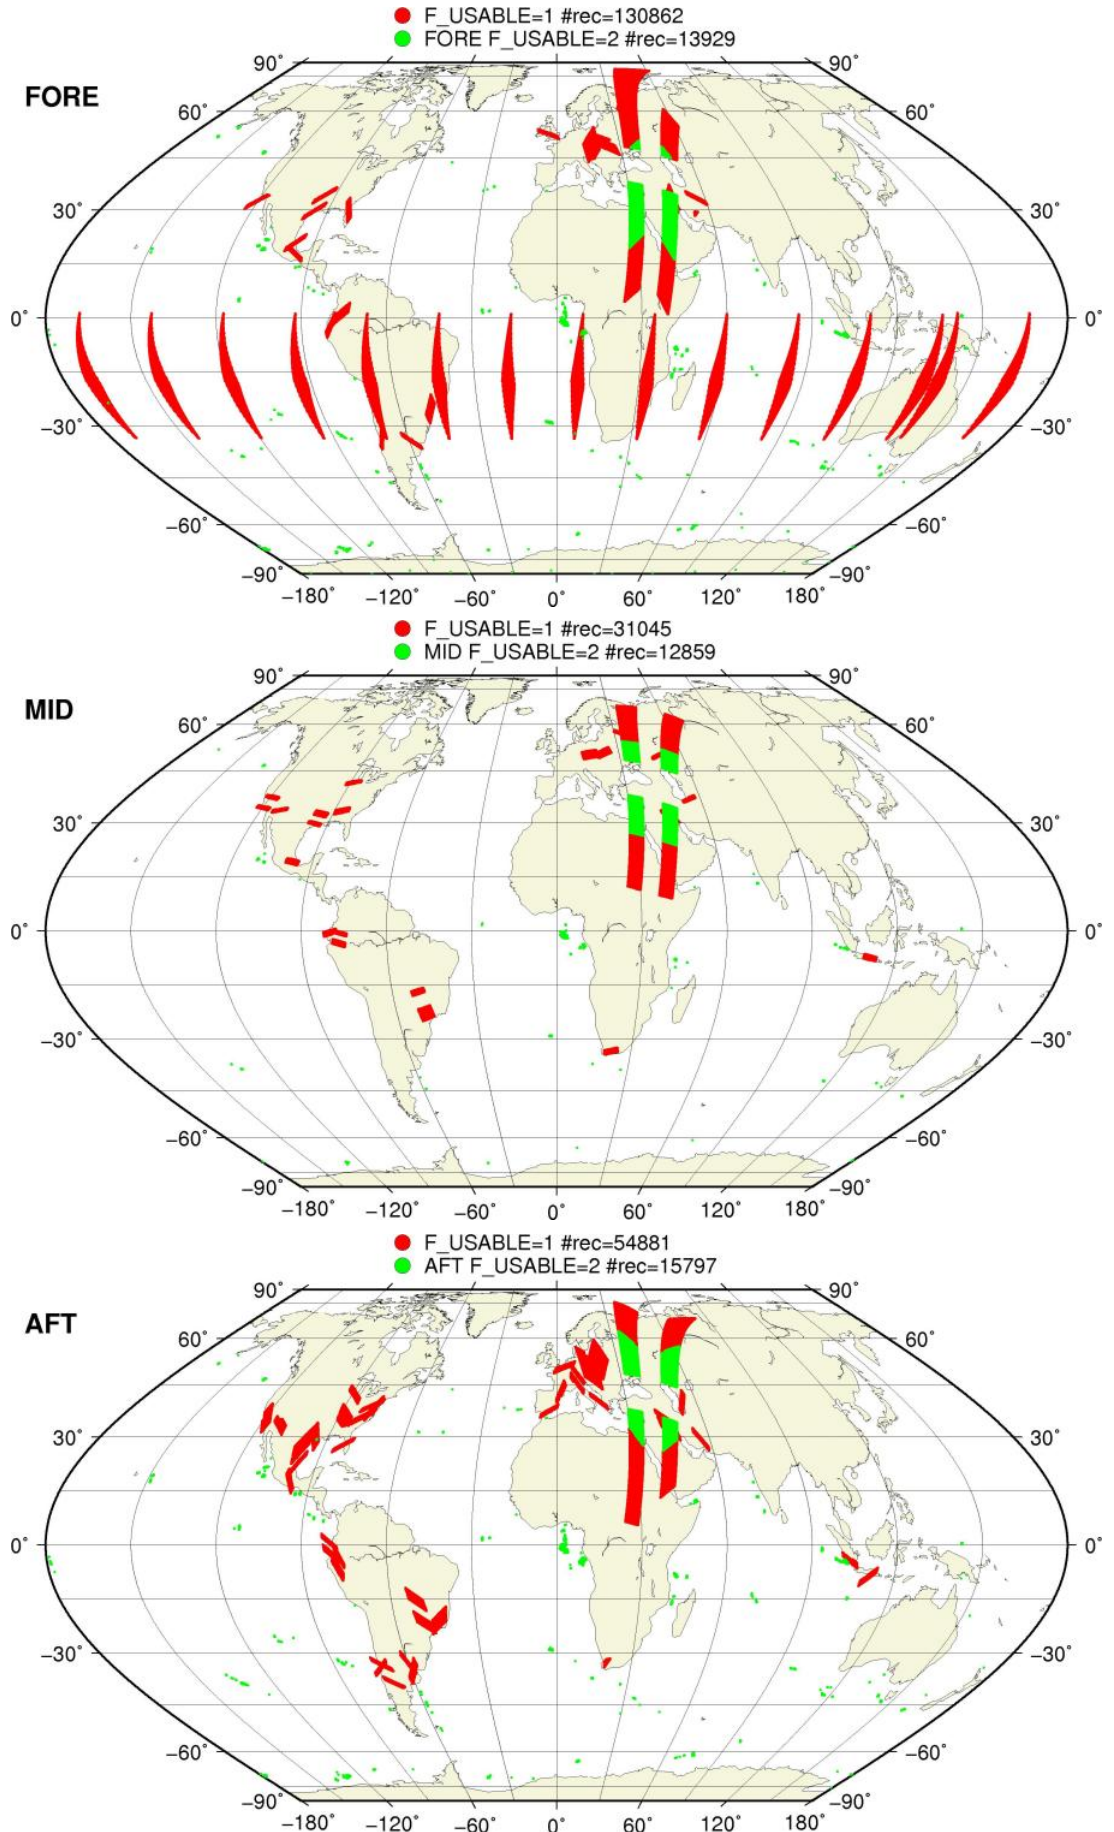 F_USABLE=1 #rec=130862
FORE F_USABLE=2 #rec=13929
FORE
90° 90°
60° 60°
30° 30°
0° 0°
−30° −30°
−60° −60°
−90° −90°
−180° −120° −60° 0° 60° 120° 180°
F_USABLE=1 #rec=31045
MID F_USABLE=2 #rec=12859
MID
90° 90°
60° 60°
30° 30°
0° 0°
−30° −30°
−60° −60°
−90° −90°
−180° −120° −60° 0° 60° 120° 180°
F_USABLE=1 #rec=54881
AFT F_USABLE=2 #rec=15797
AFT
90° 90°
60° 60°
30° 30°
0° 0°
−30° −30°
−60° −60°
−90° −90°
−180° −120° −60° 0° 60° 120° 180°